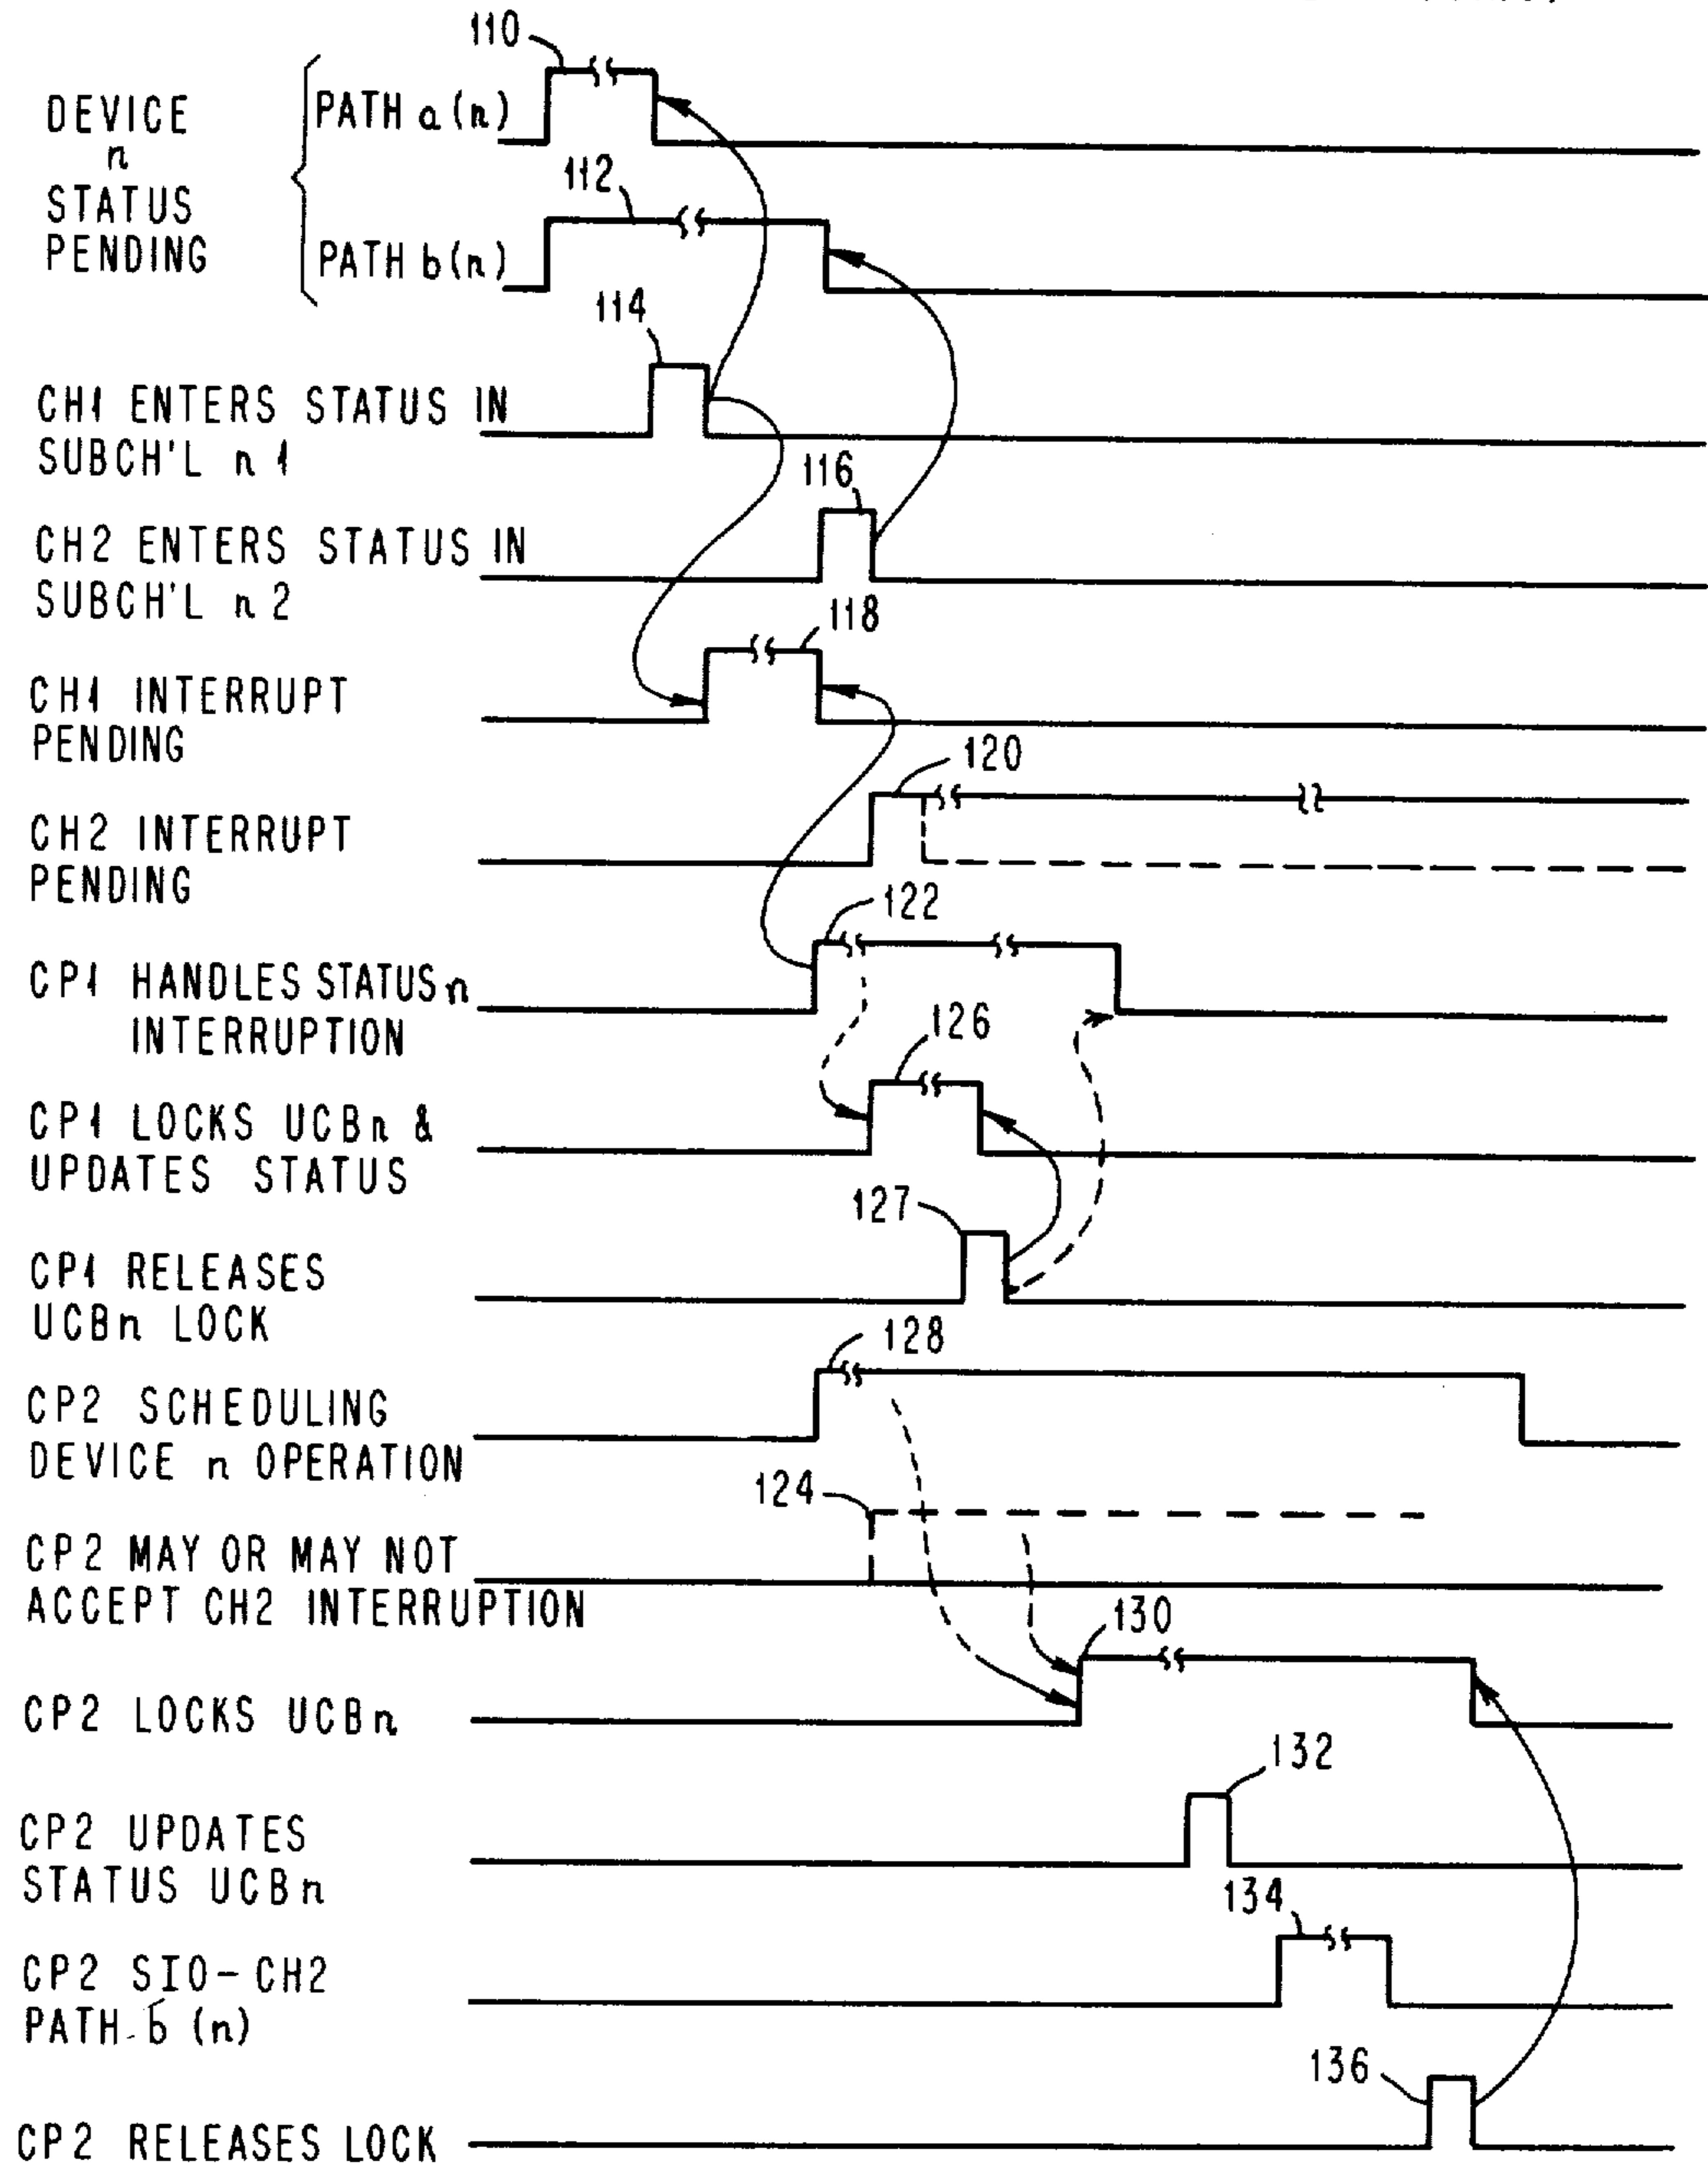 110
DEVICE
n
STATUS
PENDING
PATH a(n)
112
PATH b(n)
114
CH1 ENTERS STATUS IN
SUBCH'L n 1
116
CH2 ENTERS STATUS IN
SUBCH'L n 2
118
CH1 INTERRUPT
PENDING
120
CH2 INTERRUPT
PENDING
122
CP1 HANDLES STATUS n
INTERRUPTION
126
CP1 LOCKS UCBn &
UPDATES STATUS
127
CP1 RELEASES
UCBn LOCK
128
CP2 SCHEDULING
DEVICE n OPERATION
124
CP2 MAY OR MAY NOT
ACCEPT CH2 INTERRUPTION
130
CP2 LOCKS UCBn
132
CP2 UPDATES
STATUS UCBn
134
CP2 SIO-CH2
PATH b (n)
136
CP2 RELEASES LOCK